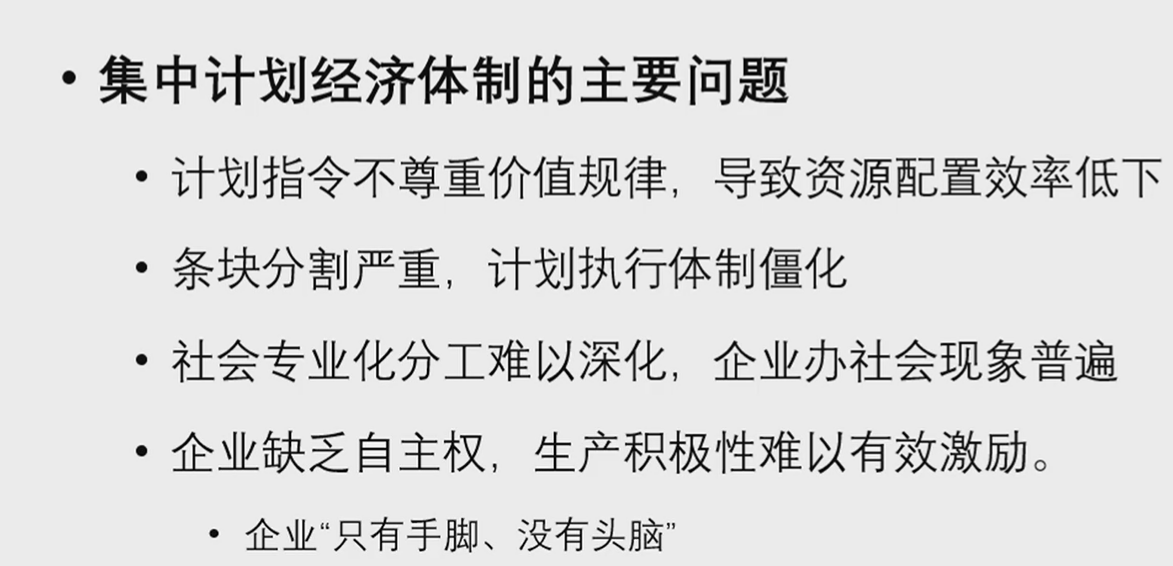 • 集中计划经济体制的主要问题
• 计划指令不尊重价值规律，导致资源配置效率低下
• 条块分割严重，计划执行体制僵化
• 社会专业化分工难以深化，企业办社会现象普遍
• 企业缺乏自主权，生产积极性难以有效激励。
• 企业“只有手脚、没有头脑”